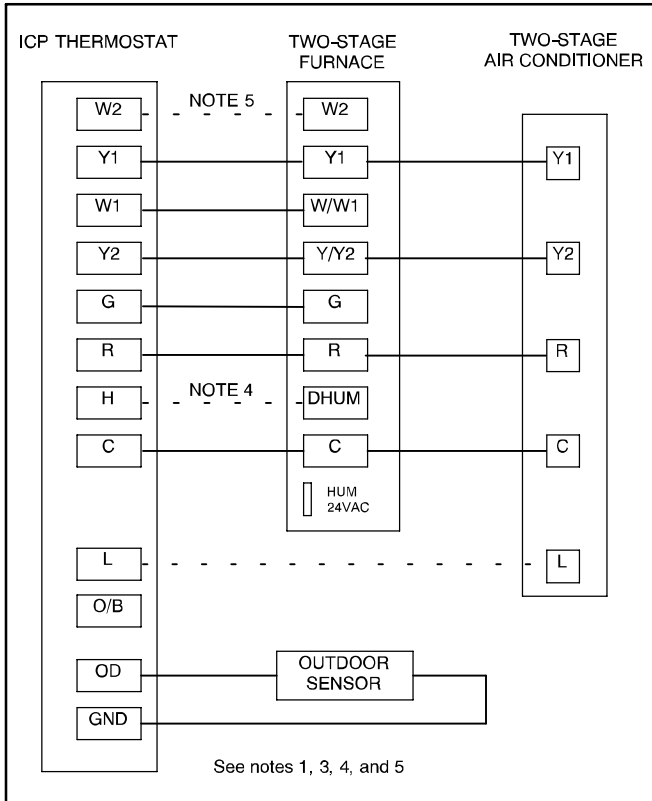 ICP THERMOSTAT
TWO-STAGE
FURNACE
TWO-STAGE
AIR CONDITIONER
W2
NOTE 5
W2
Y1
Y1
Y1
W1
W/W1
Y2
Y/Y2
Y2
G
G
R
R
R
H
NOTE 4
DHUM
C
C
C
HUM
24VAC
L
L
O/B
OD
OUTDOOR
SENSOR
GND
See notes 1, 3, 4, and 5